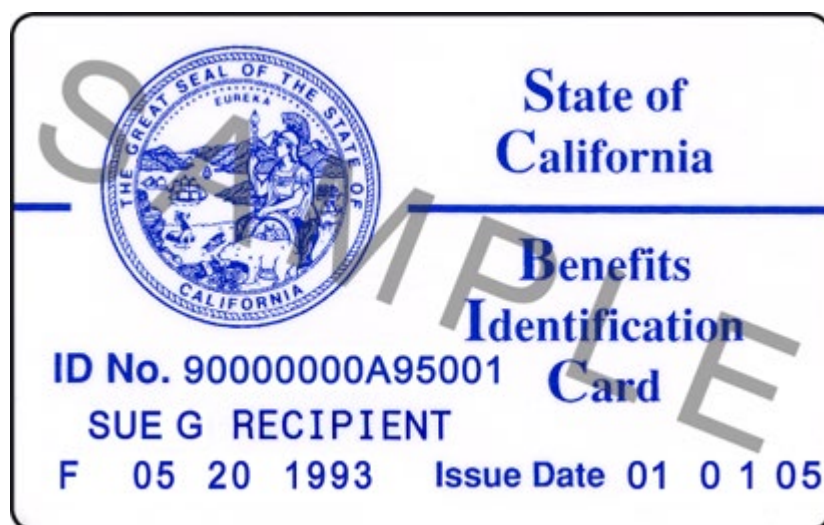 THE GREAT SEAL OF THE STATE OF CALIFORNIA
EUREKA
State of
California
SAMPLE
Benefits
Identification
Card
ID No. 90000000A95001
SUE G RECIPIENT
F 05 20 1993 Issue Date 01 0 1 05